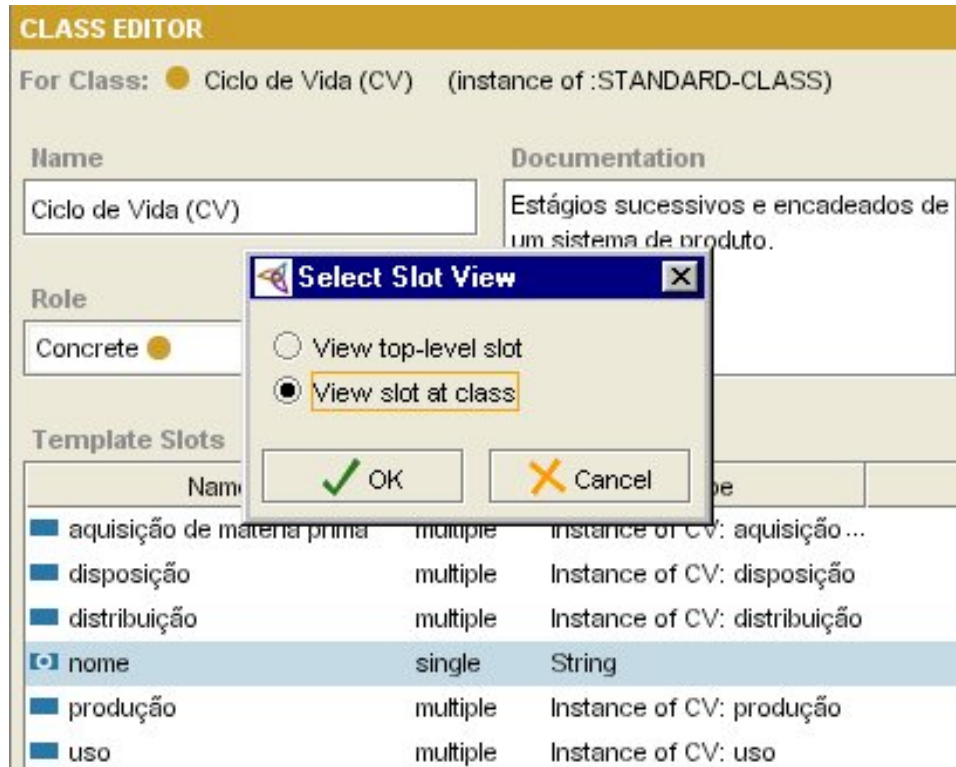 CLASS EDITOR
For Class: Ciclo de Vida (CV) (instance of :STANDARD-CLASS)
Name
Documentation
Ciclo de Vida (CV)
Estágios sucessivos e encadeados de
um sistema de produto.
Select Slot View
Role
Concrete
View top-level slot
View slot at class
OK
Cancel
Template Slots
aquisição de matéria prima multiple Instance of CV: aquisição ...
disposição multiple Instance of CV: disposição
distribuição multiple Instance of CV: distribuição
nome single String
produção multiple Instance of CV: produção
uso multiple Instance of CV: uso